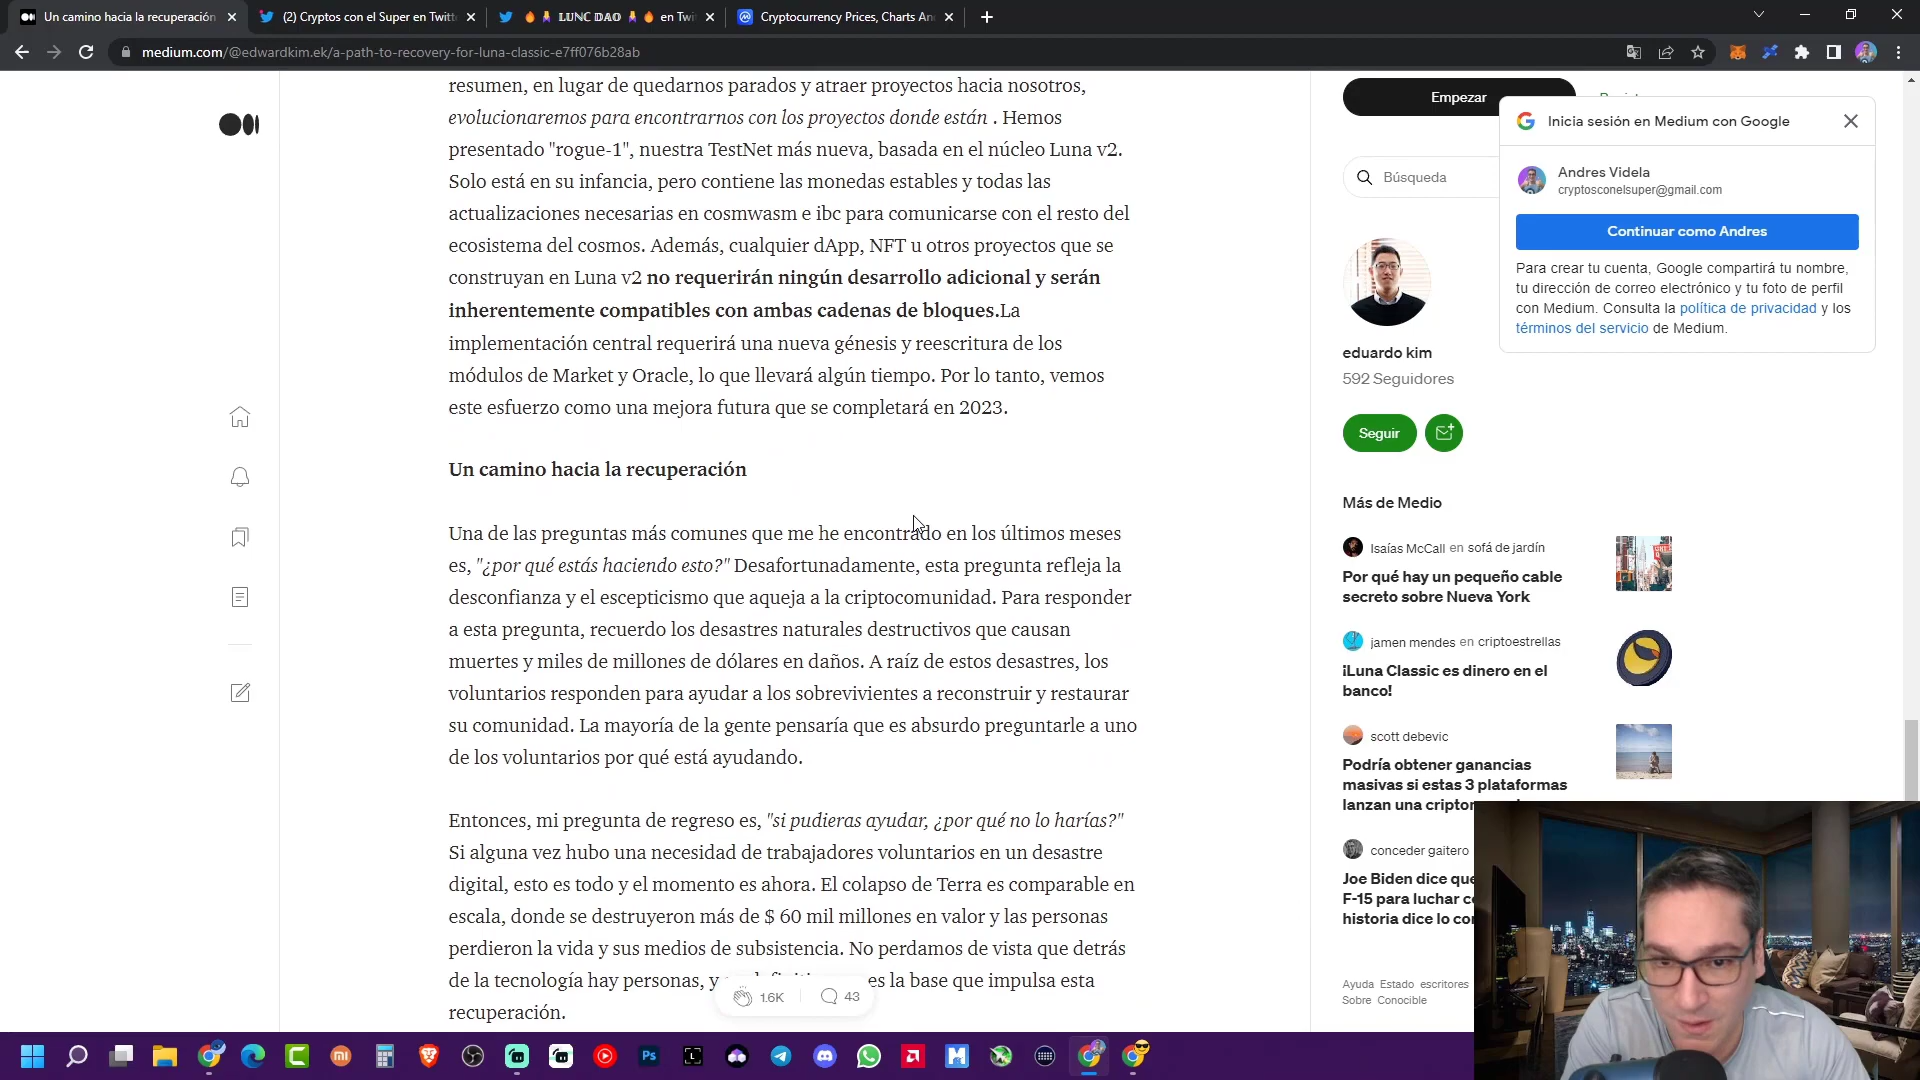 Un camino hacia la recuperación
(2) Cryptos con el Super en Twitt
🔥🧜 LUNC DAO 🧜🔥 en Twi
Cryptocurrency Prices, Charts An
medium.com/@edwardkim.ek/a-path-to-recovery-for-luna-classic-e7ff076b28ab
resumen, en lugar de quedarnos parados y atraer proyectos hacia nosotros,
evolucionaremos para encontrarnos con los proyectos donde están . Hemos
presentado "rogue-1", nuestra TestNet más nueva, basada en el núcleo Luna v2.
Solo está en su infancia, pero contiene las monedas estables y todas las
actualizaciones necesarias en cosmwasm e ibc para comunicarse con el resto del
ecosistema del cosmos. Además, cualquier dApp, NFT u otros proyectos que se
construyan en Luna v2 no requerirán ningún desarrollo adicional y serán
inherentemente compatibles con ambas cadenas de bloques.La
implementación central requerirá una nueva génesis y reescritura de los
módulos de Market y Oracle, lo que llevará algún tiempo. Por lo tanto, vemos
este esfuerzo como una mejora futura que se completará en 2023.
Un camino hacia la recuperación
Una de las preguntas más comunes que me he encontrado en los últimos meses
es, "¿por qué estás haciendo esto?" Desafortunadamente, esta pregunta refleja la
desconfianza y el escepticismo que aqueja a la criptocomunidad. Para responder
a esta pregunta, recuerdo los desastres naturales destructivos que causan
muertes y miles de millones de dólares en daños. A raíz de estos desastres, los
voluntarios responden para ayudar a los sobrevivientes a reconstruir y restaurar
su comunidad. La mayoría de la gente pensaría que es absurdo preguntarle a uno
de los voluntarios por qué está ayudando.
Entonces, mi pregunta de regreso es, "si pudieras ayudar, ¿por qué no lo harías?"
Si alguna vez hubo una necesidad de trabajadores voluntarios en un desastre
digital, esto es todo y el momento es ahora. El colapso de Terra es comparable en
escala, donde se destruyeron más de $ 60 mil millones en valor y las personas
perdieron la vida y sus medios de subsistencia. No perdamos de vista que detrás
de la tecnología hay personas, y es la base que impulsa esta
recuperación.
1.6K
43
Empezar
Búsqueda
Inicia sesión en Medium con Google
Andres Videla
cryptosconelsuper@gmail.com
Continuar como Andres
Para crear tu cuenta, Google compartirá tu nombre,
tu dirección de correo electrónico y tu foto de perfil
con Medium. Consulta la política de privacidad y los
términos del servicio de Medium.
eduardo kim
592 Seguidores
Seguir
Más de Medio
Isaías McCall en sofá de jardín
Por qué hay un pequeño cable
secreto sobre Nueva York
jamen mendes en criptoestrellas
¡Luna Classic es dinero en el
banco!
scott debevic
Podría obtener ganancias
masivas si estas 3 plataformas
lanzan una
conceder gaitero
Joe Biden dice que
F-15 para luchar
historia dice lo
Ayuda Estado escritores
Sobre Conocible